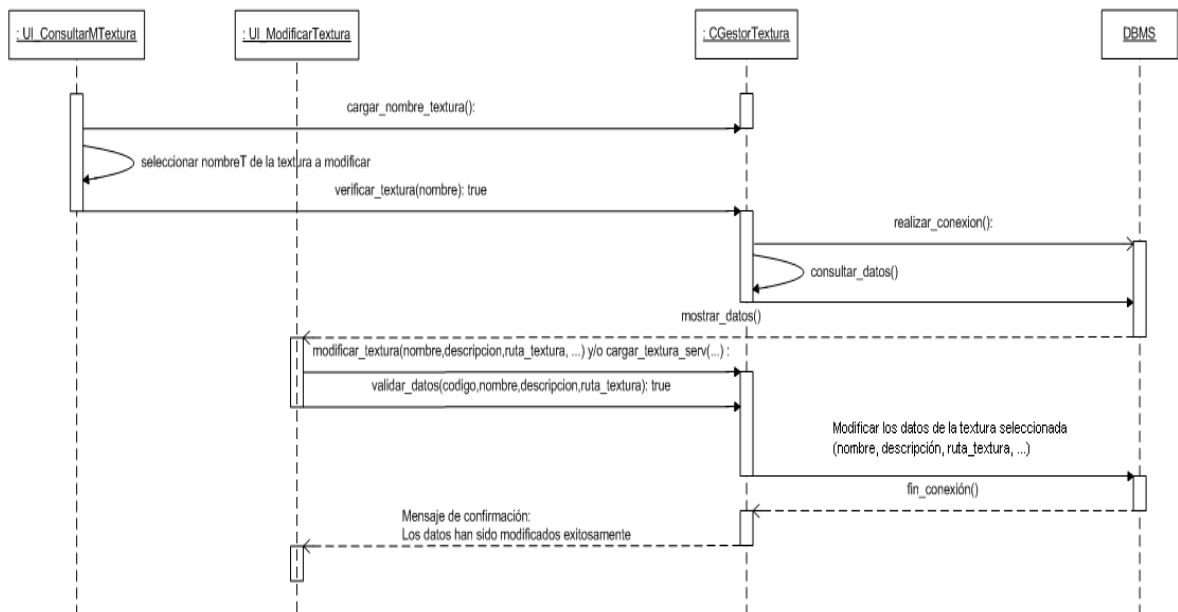 : UI_ConsultarMTextura
: UI_ModificarTextura
: CGestorTextura
DBMS
cargar_nombre_textura():
seleccionar nombreT de la textura a modificar
verificar_textura(nombre): true
realizar_conexion():
consultar_datos()
mostrar_datos()
modificar_textura(nombre,descripcion,ruta_textura, ...) y/o cargar_textura_serv(...) :
validar_datos(codigo,nombre,descripcion,ruta_textura): true
Modificar los datos de la textura seleccionada
(nombre, descripción, ruta_textura, ...)
fin_conexión()
Mensaje de confirmación:
Los datos han sido modificados exitosamente